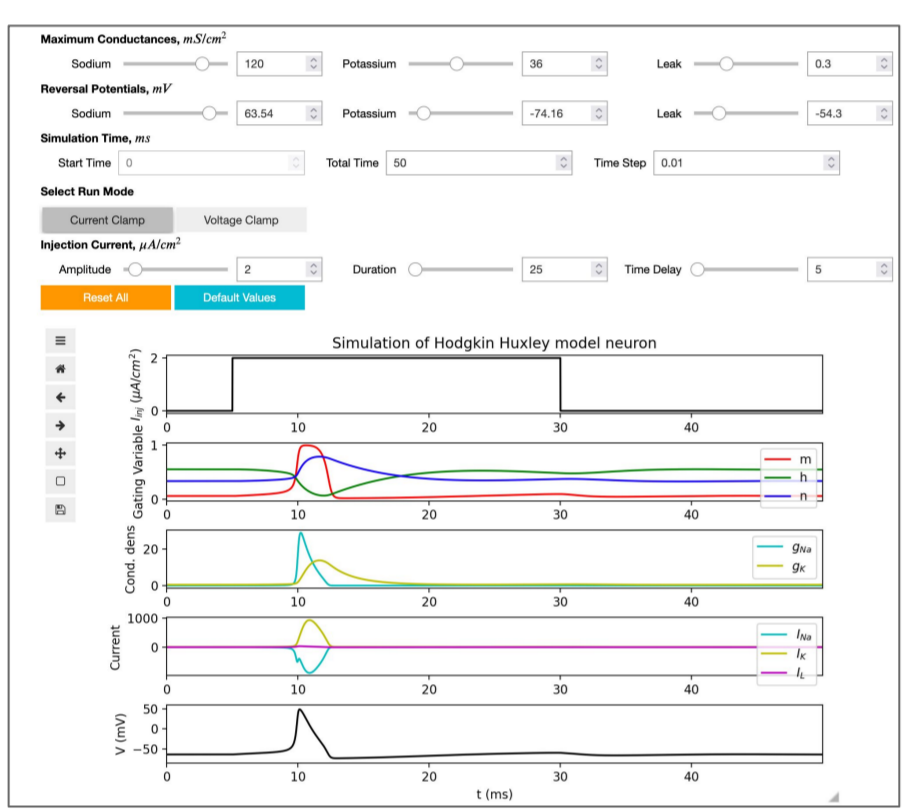 Maximum Conductances, mS/cm²
Sodium 120 Potassium 36 Leak 0.3
Reversal Potentials, mV
Sodium 63.54 Potassium -74.16 Leak -54.3
Simulation Time, ms
Start Time 0 Total Time 50 Time Step 0.01
Select Run Mode
Current Clamp Voltage Clamp
Injection Current, μA/cm²
Amplitude 2 Duration 25 Time Delay 5
Reset All Default Values
Simulation of Hodgkin Huxley model neuron
I_inj (μA/cm²)
2
0
0 10 20 30 40
Gating Variable
1
0
m
h
n
0 10 20 30 40
Cond. dens
20
0
g_Na
g_K
0 10 20 30 40
Current
1000
0
I_Na
I_K
I_L
0 10 20 30 40
V (mV)
50
0
−50
0 10 20 30 40
t (ms)